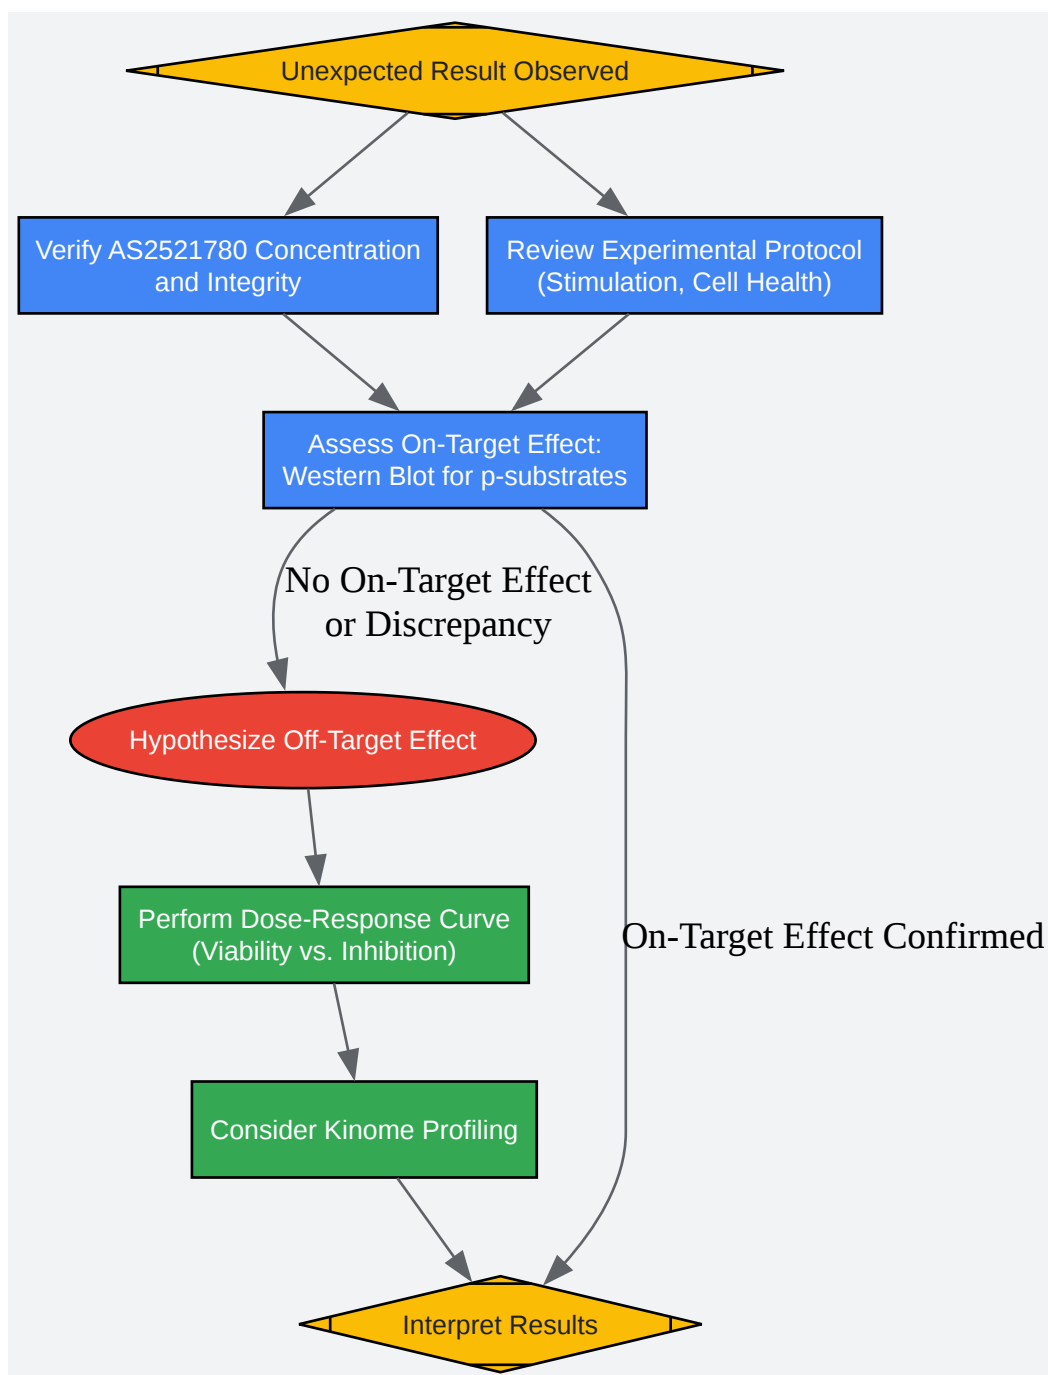 Unexpected Result Observed
Verify AS2521780 Concentration
and Integrity
Review Experimental Protocol
(Stimulation, Cell Health)
Assess On-Target Effect:
Western Blot for p-substrates
No On-Target Effect
or Discrepancy
Hypothesize Off-Target Effect
Perform Dose-Response Curve
(Viability vs. Inhibition)
On-Target Effect Confirmed
Consider Kinome Profiling
Interpret Results